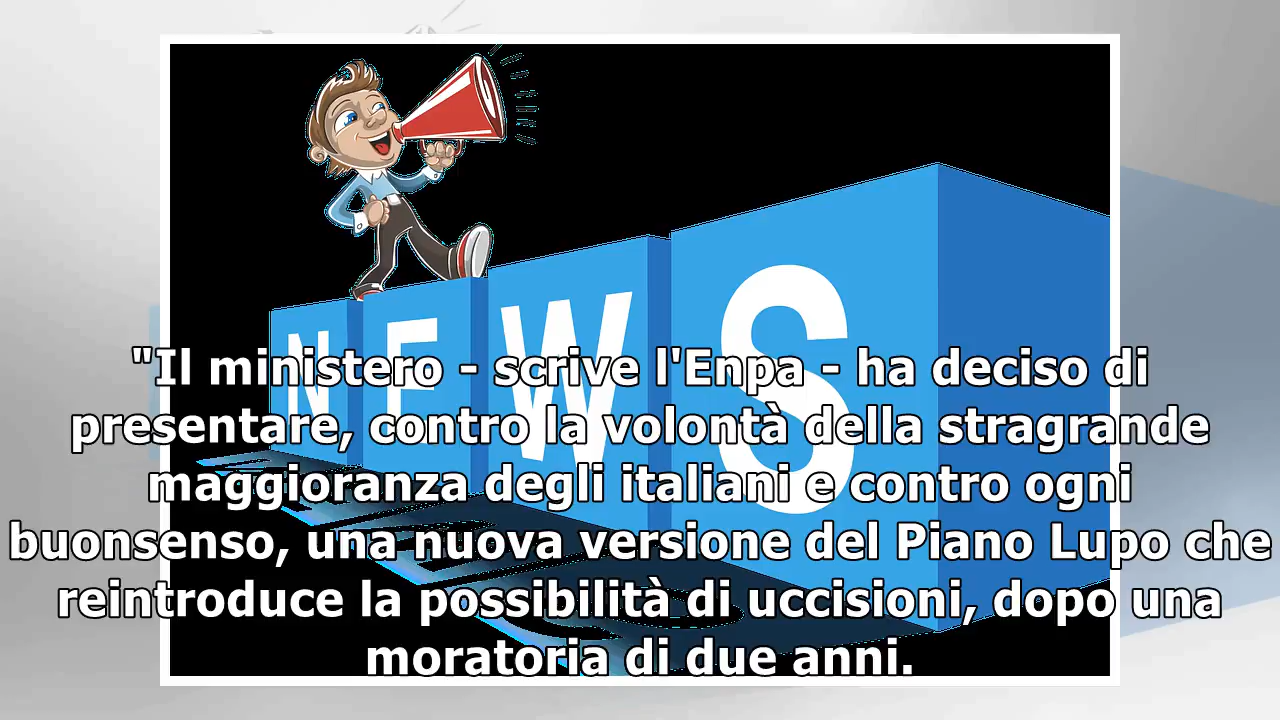 NEWS
"Il ministero - scrive l'Enpa - ha deciso di
presentare, contro la volontà della stragrande
maggioranza degli italiani e contro ogni
buonsenso, una nuova versione del Piano Lupo che
reintroduce la possibilità di uccisioni, dopo una
moratoria di due anni.